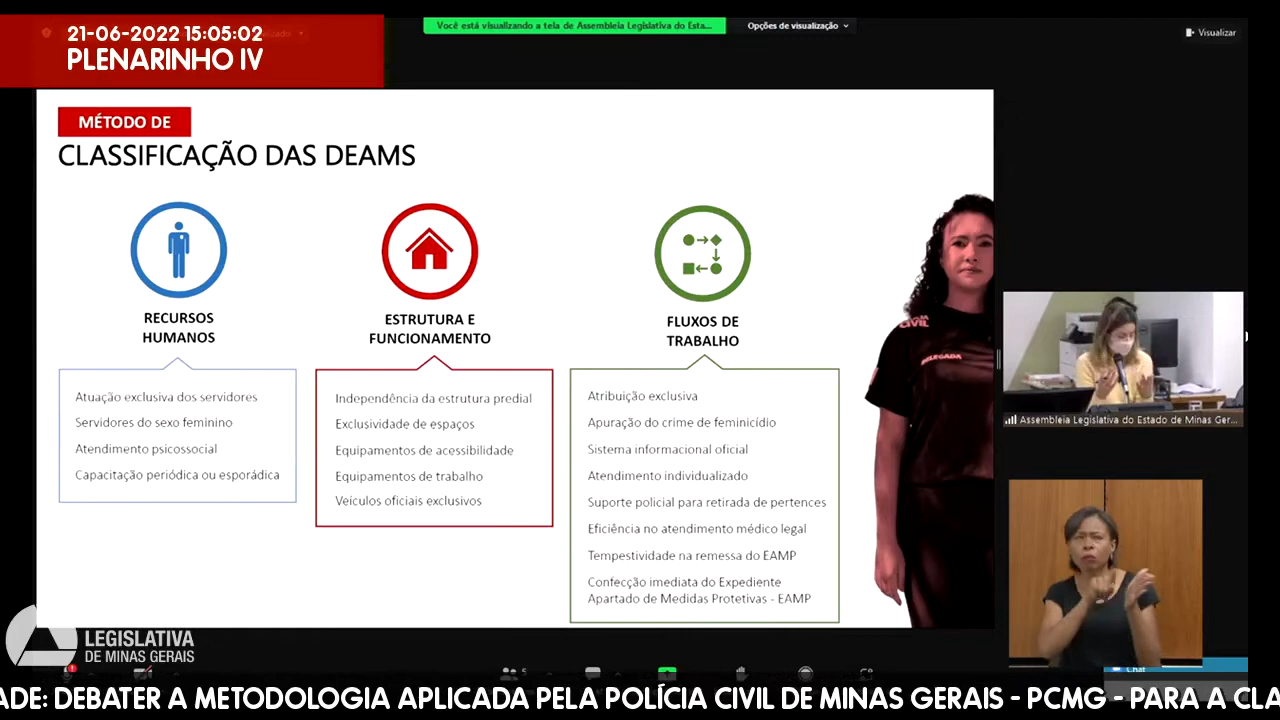 21-06-2022 15:05:02
PLENARINHO IV
Você está visualizando a tela de Assembleia Legislativa do Esta...
Opções de visualização
Visualizar
MÉTODO DE
CLASSIFICAÇÃO DAS DEAMS
RECURSOS
HUMANOS
Atuação exclusiva dos servidores
Servidores do sexo feminino
Atendimento psicossocial
Capacitação periódica ou esporádica
ESTRUTURA E
FUNCIONAMENTO
Independência da estrutura predial
Exclusividade de espaços
Equipamentos de acessibilidade
Equipamentos de trabalho
Veículos oficiais exclusivos
FLUXOS DE
TRABALHO
Atribuição exclusiva
Apuração do crime de feminicídio
Sistema informacional oficial
Atendimento individualizado
Suporte policial para retirada de pertences
Eficiência no atendimento médico legal
Tempestividade na remessa do EAMP
Confecção imediata do Expediente
Apartado de Medidas Protetivas - EAMP
CIVIL
DELEGADA
Assembleia Legislativa do Estado de Minas Ger...
LEGISLATIVA
DE MINAS GERAIS
Chat
ADE: DEBATER A METODOLOGIA APLICADA PELA POLÍCIA CIVIL DE MINAS GERAIS - PCMG - PARA A CLA